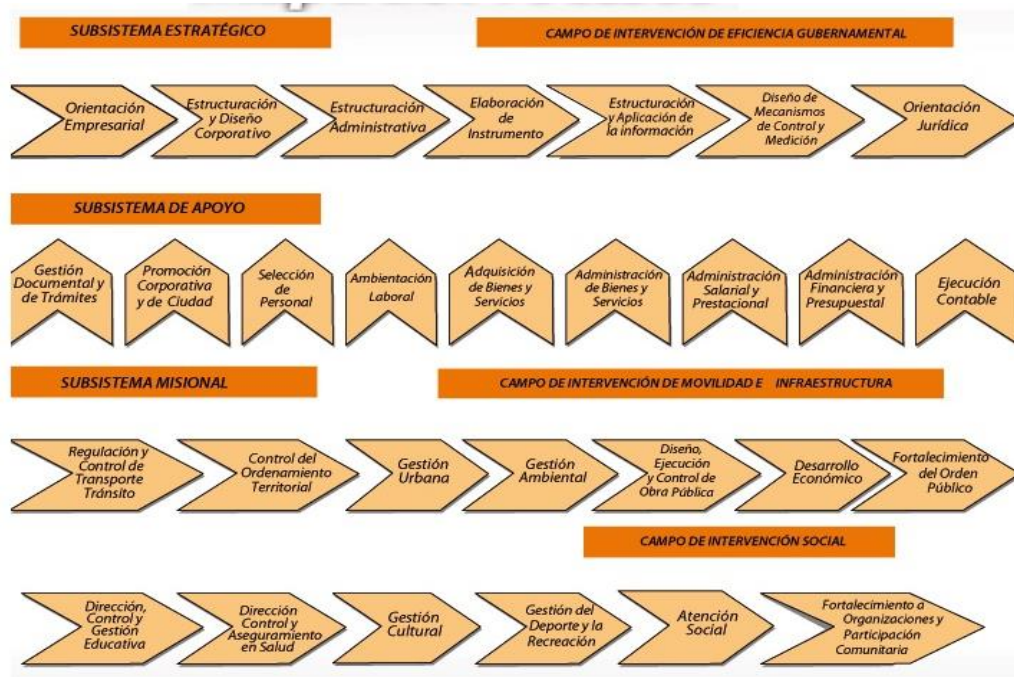 SUBSISTEMA ESTRATÉGICO
CAMPO DE INTERVENCIÓN DE EFICIENCIA GUBERNAMENTAL
Orientación
Empresarial
Estructuración
y Diseño
Corporativo
Estructuración
Administrativa
Elaboración
de
Instrumento
Estructuración
y Aplicación de
la información
Diseño de
Mecanismos
de Control y
Medición
Orientación
Jurídica
SUBSISTEMA DE APOYO
Gestión
Documental y
de Trámites
Promoción
Corporativa
y de Ciudad
Selección
de
Personal
Ambientación
Laboral
Adquisición
de Bienes y
Servicios
Administración
de Bienes y
Servicios
Administración
Salarial y
Prestacional
Administración
Financiera y
Presupuestal
Ejecución
Contable
SUBSISTEMA MISIONAL
CAMPO DE INTERVENCIÓN DE MOVILIDAD E INFRAESTRUCTURA
Regulación y
Control de
Transporte
Tránsito
Control del
Ordenamiento
Territorial
Gestión
Urbana
Gestión
Ambiental
Diseño,
Ejecución
y Control de
Obra Pública
Desarrollo
Económico
Fortalecimiento
del Orden
Público
CAMPO DE INTERVENCIÓN SOCIAL
Dirección,
Control y
Gestión
Educativa
Dirección
Control y
Aseguramiento
en Salud
Gestión
Cultural
Gestión del
Deporte y la
Recreación
Atención
Social
Fortalecimiento a
Organizaciones y
Participación
Comunitaria